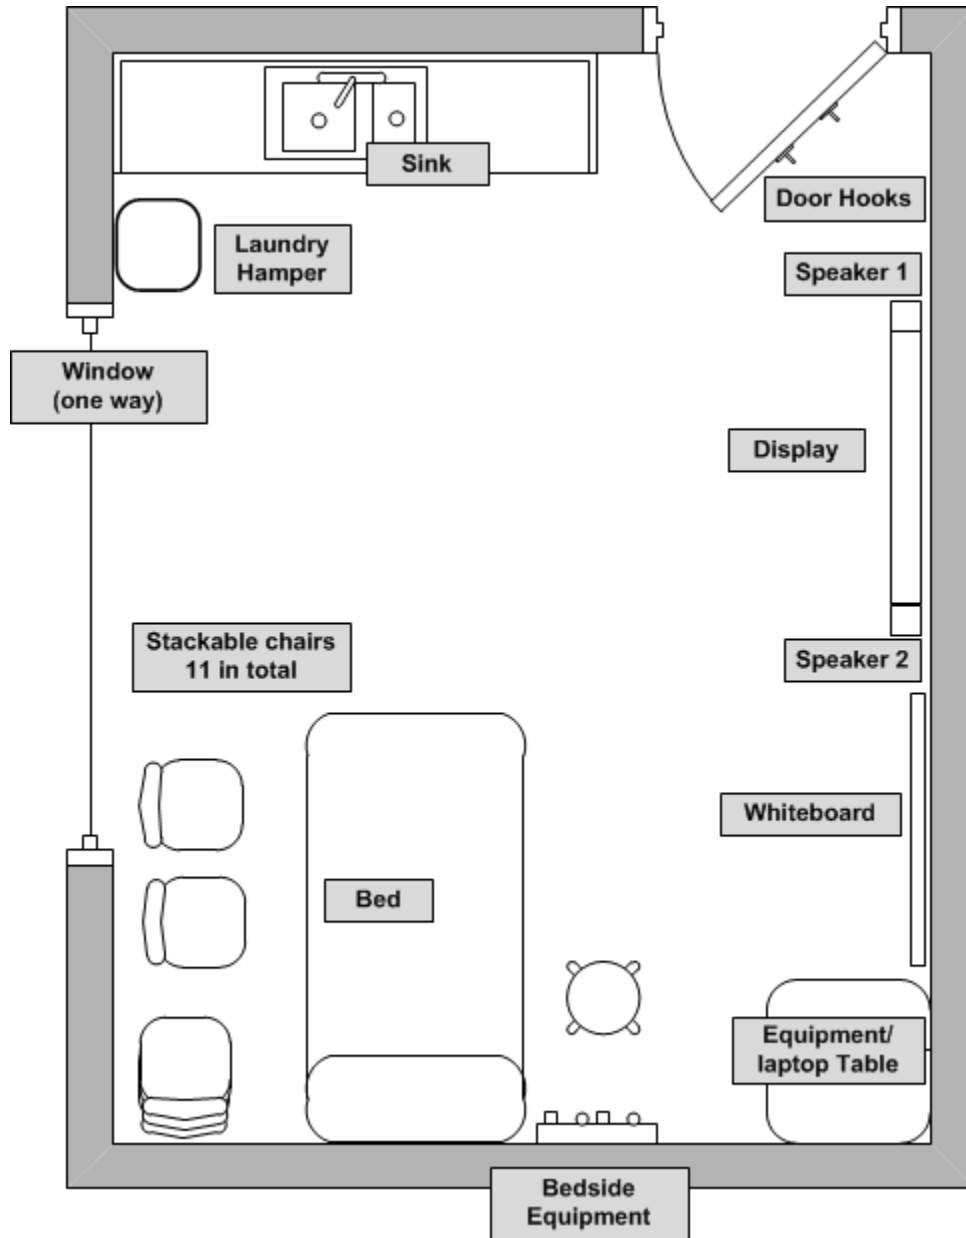 Sink
Door Hooks
Laundry
Hamper
Speaker 1
Window
(one way)
Display
Stackable chairs
11 in total
Speaker 2
Whiteboard
Bed
Equipment/
laptop Table
Bedside
Equipment